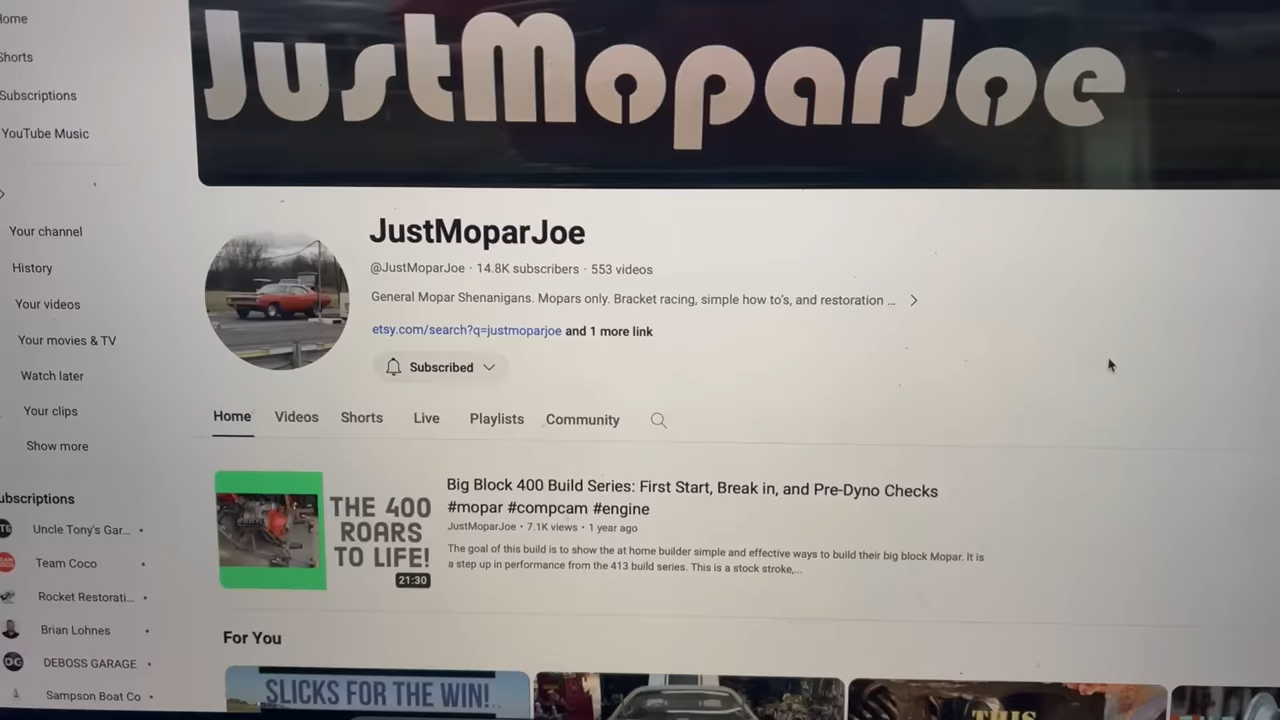 JustMoparJoe
Home
Shorts
Subscriptions
YouTube Music
Your channel
History
Your videos
Your movies & TV
Watch later
Your clips
Show more
ubscriptions
Uncle Tony's Gar...
Team Coco
Rocket Restorati...
Brian Lohnes
DG
DEBOSS GARAGE
Sampson Boat Co
JustMoparJoe
@JustMoparJoe · 14.8K subscribers · 553 videos
General Mopar Shenanigans. Mopars only. Bracket racing, simple how to's, and restoration ...
etsy.com/search?q=justmoparjoe and 1 more link
Subscribed
Home Videos Shorts Live Playlists Community
THE 400
ROARS
TO LIFE!
21:30
Big Block 400 Build Series: First Start, Break in, and Pre-Dyno Checks
#mopar #compcam #engine
JustMoparJoe · 7.1K views · 1 year ago
The goal of this build is to show the at home builder simple and effective ways to build their big block Mopar. It is
a step up in performance from the 413 build series. This is a stock stroke,...
For You
SLICKS FOR THE WIN!
THIS